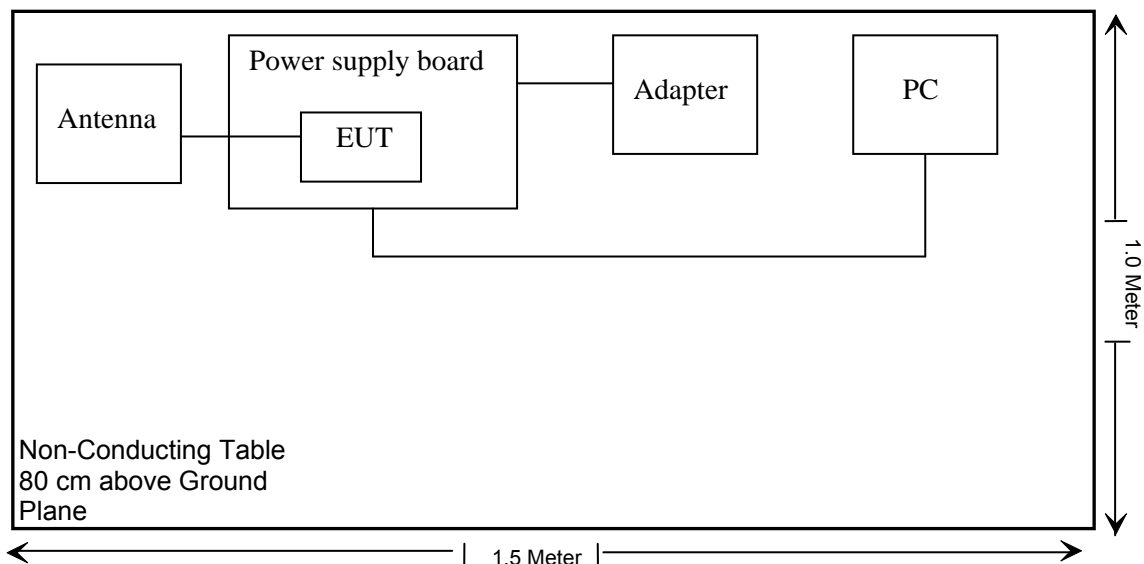 Power supply board
Adapter
PC
Antenna
EUT
1.0 Meter
Non-Conducting Table
80 cm above Ground
Plane
1.5 Meter